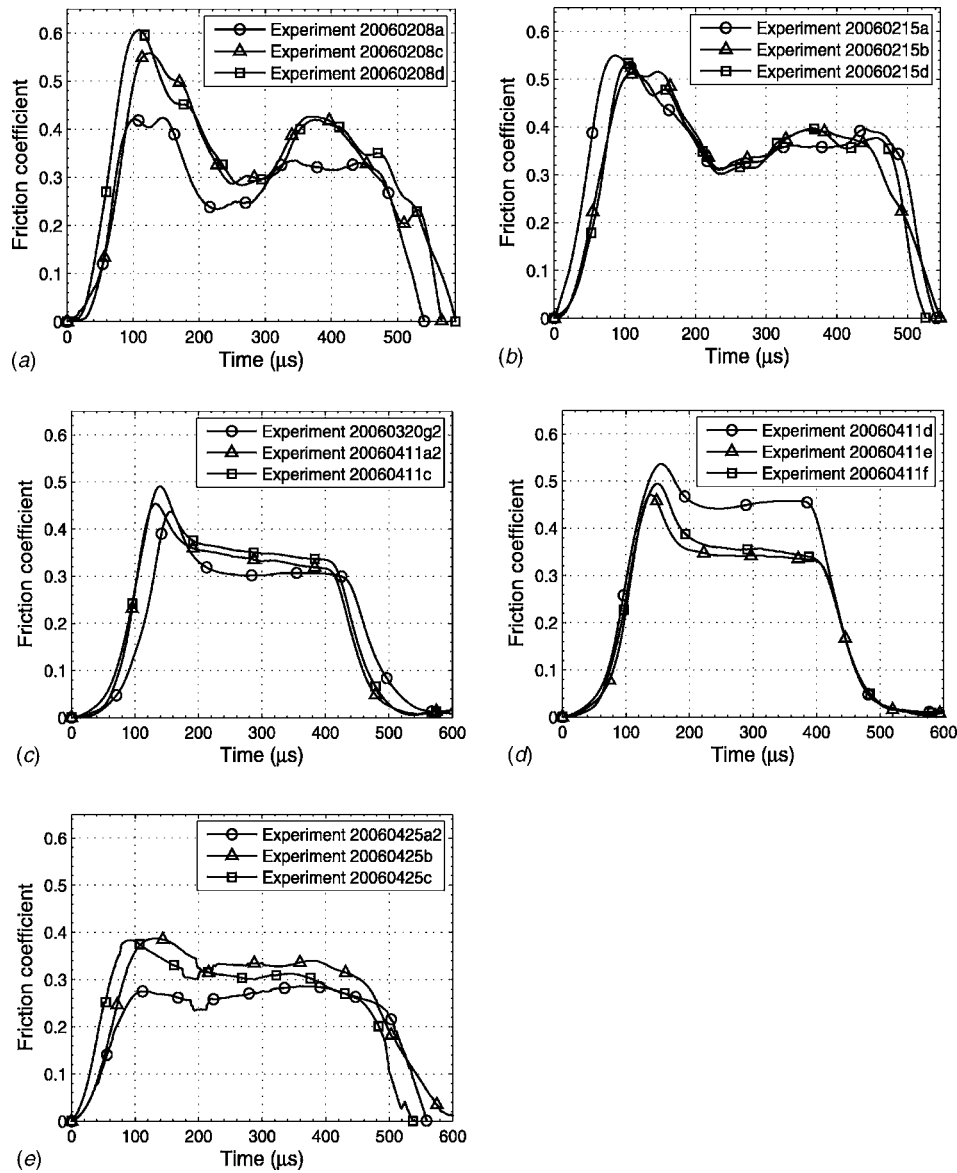 Experiment 20060208a
Experiment 20060208c
Experiment 20060208d
0.6
0.5
0.4
0.3
0.2
0.1
0
Friction coefficient
0 100 200 300 400 500
Time (μs)
(a)
Experiment 20060215a
Experiment 20060215b
Experiment 20060215d
0.6
0.5
0.4
0.3
0.2
0.1
0
Friction coefficient
0 100 200 300 400 500
Time (μs)
(b)
Experiment 20060320g2
Experiment 20060411a2
Experiment 20060411c
0.6
0.5
0.4
0.3
0.2
0.1
0
Friction coefficient
0 100 200 300 400 500 600
Time (μs)
(c)
Experiment 20060411d
Experiment 20060411e
Experiment 20060411f
0.6
0.5
0.4
0.3
0.2
0.1
0
Friction coefficient
0 100 200 300 400 500 600
Time (μs)
(d)
Experiment 20060425a2
Experiment 20060425b
Experiment 20060425c
0.6
0.5
0.4
0.3
0.2
0.1
0
Friction coefficient
0 100 200 300 400 500 600
Time (μs)
(e)